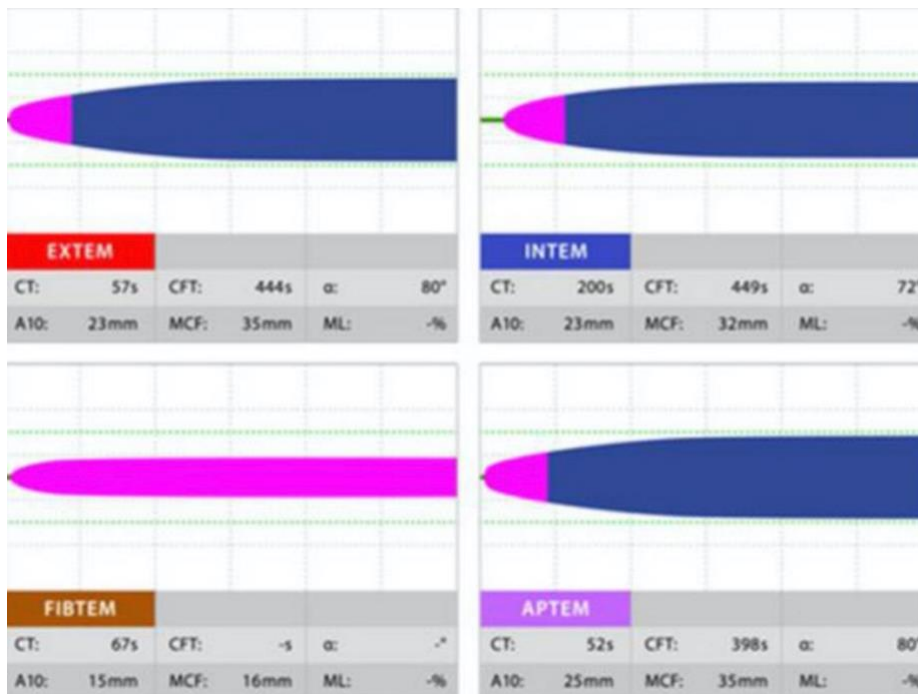 EXTEM
CT: 57s CFT: 444s α: 80°
A10: 23mm MCF: 35mm ML: -%
INTEM
CT: 200s CFT: 449s α: 72°
A10: 23mm MCF: 32mm ML: -%
FIBTEM
CT: 67s CFT: -s α: -°
A10: 15mm MCF: 16mm ML: -%
APTEM
CT: 52s CFT: 398s α: 80°
A10: 25mm MCF: 35mm ML: -%